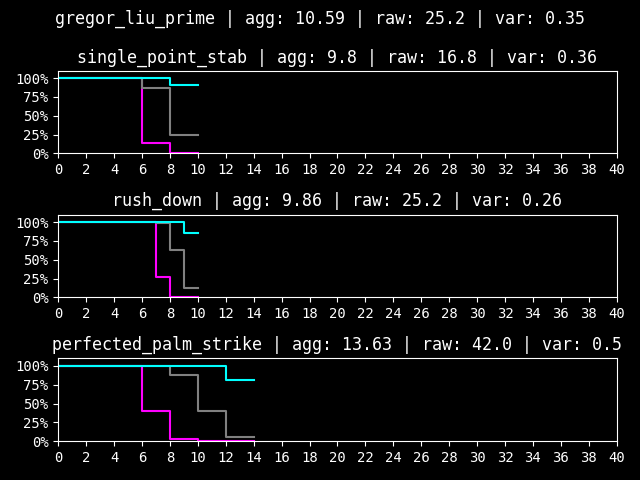 gregor_liu_prime | agg: 10.59 | raw: 25.2 | var: 0.35
single_point_stab | agg: 9.8 | raw: 16.8 | var: 0.36
100%
75%
50%
25%
0%
0 2 4 6 8 10 12 14 16 18 20 22 24 26 28 30 32 34 36 38 40
rush_down | agg: 9.86 | raw: 25.2 | var: 0.26
100%
75%
50%
25%
0%
0 2 4 6 8 10 12 14 16 18 20 22 24 26 28 30 32 34 36 38 40
perfected_palm_strike | agg: 13.63 | raw: 42.0 | var: 0.5
100%
75%
50%
25%
0%
0 2 4 6 8 10 12 14 16 18 20 22 24 26 28 30 32 34 36 38 40